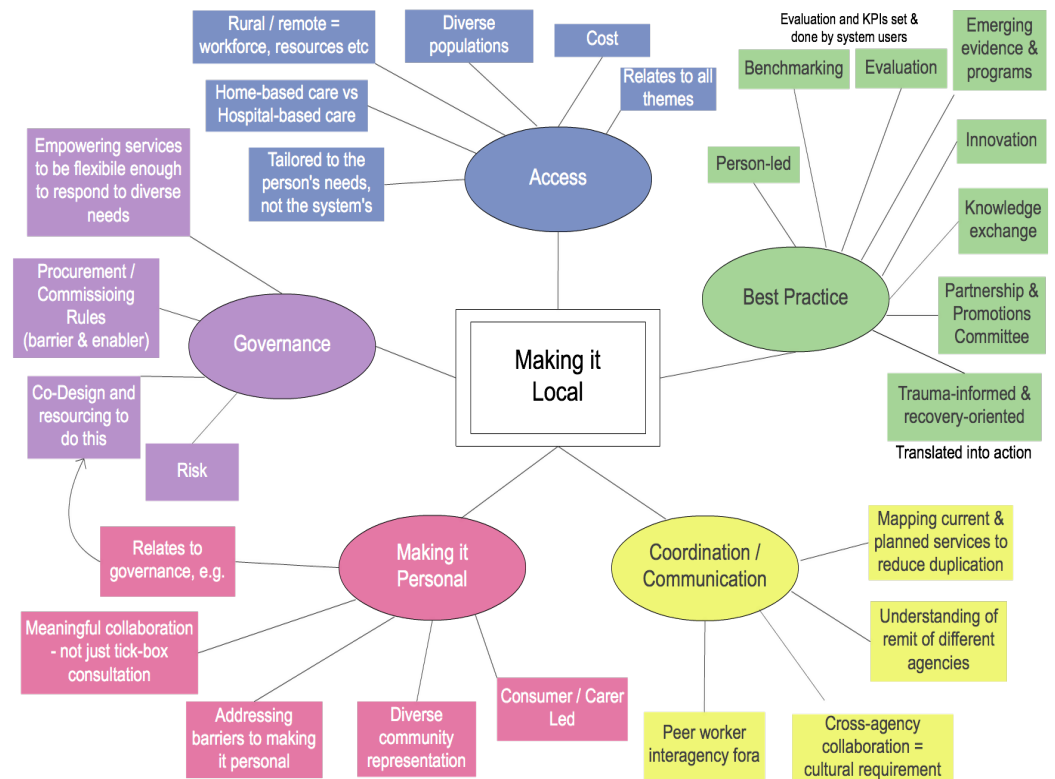 Rural / remote =
workforce, resources etc
Diverse
populations
Cost
Relates to all
themes
Home-based care vs
Hospital-based care
Tailored to the
person's needs,
not the system's
Access
Evaluation and KPIs set &
done by system users
Benchmarking
Evaluation
Emerging
evidence &
programs
Innovation
Person-led
Knowledge
exchange
Partnership &
Promotions
Committee
Best Practice
Trauma-informed &
recovery-oriented
Translated into action
Empowering services
to be flexibile enough
to respond to diverse
needs
Procurement /
Commissioing
Rules
(barrier & enabler)
Governance
Co-Design and
resourcing to
do this
Risk
Making it
Local
Relates to
governance, e.g.
Making it
Personal
Meaningful collaboration
- not just tick-box
consultation
Addressing
barriers to making
it personal
Diverse
community
representation
Consumer / Carer
Led
Coordination /
Communication
Mapping current &
planned services to
reduce duplication
Understanding of
remit of different
agencies
Peer worker
interagency fora
Cross-agency
collaboration =
cultural requirement